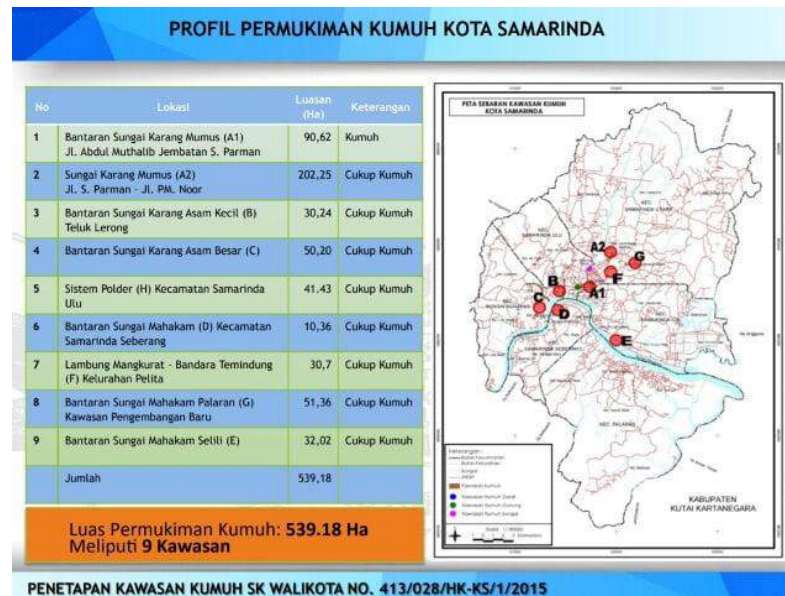 PROFIL PERMUKIMAN KUMUH KOTA SAMARINDA
No Lokasi Luasan (Ha) Keterangan
1 Bantaran Sungai Karang Mumus (A1) 90,62 Kumuh
Jl. Abdul Muthalib Jembatan S. Parman
2 Sungai Karang Mumus (A2) 202,25 Cukup Kumuh
Jl. S. Parman - Jl. PM. Noor
3 Bantaran Sungai Karang Asam Kecil (B) 30,24 Cukup Kumuh
Teluk Lerong
4 Bantaran Sungai Karang Asam Besar (C) 50,20 Cukup Kumuh
5 Sistem Polder (H) Kecamatan Samarinda 41.43 Cukup Kumuh
Ulu
6 Bantaran Sungai Mahakam (D) Kecamatan 10,36 Cukup Kumuh
Samarinda Seberang
7 Lambung Mangkurat - Bandara Temindung 30,7 Cukup Kumuh
(F) Kelurahan Pelita
8 Bantaran Sungai Mahakam Palaran (G) 51,36 Cukup Kumuh
Kawasan Pengembangan Baru
9 Bantaran Sungai Mahakam Selili (E) 32,02 Cukup Kumuh
Jumlah 539,18
Luas Permukiman Kumuh: 539.18 Ha
Meliputi 9 Kawasan
PETA SEBARAN KAWASAN KUMUH
KOTA SAMARINDA
A2
G
F
B
A1
C
D
E
KEC. PALARAN
KABUPATEN
KUTAI KARTANEGARA
PENETAPAN KAWASAN KUMUH SK WALIKOTA NO. 413/028/HK-KS/1/2015